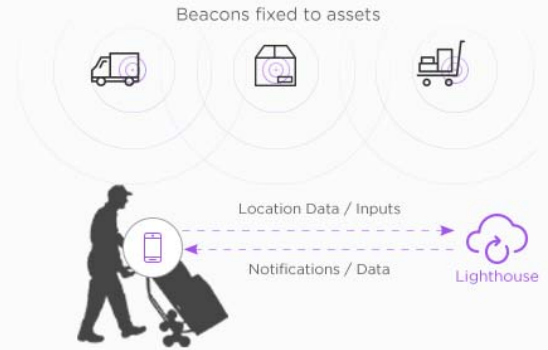 Beacons fixed to assets
Location Data / Inputs
Notifications / Data
Lighthouse